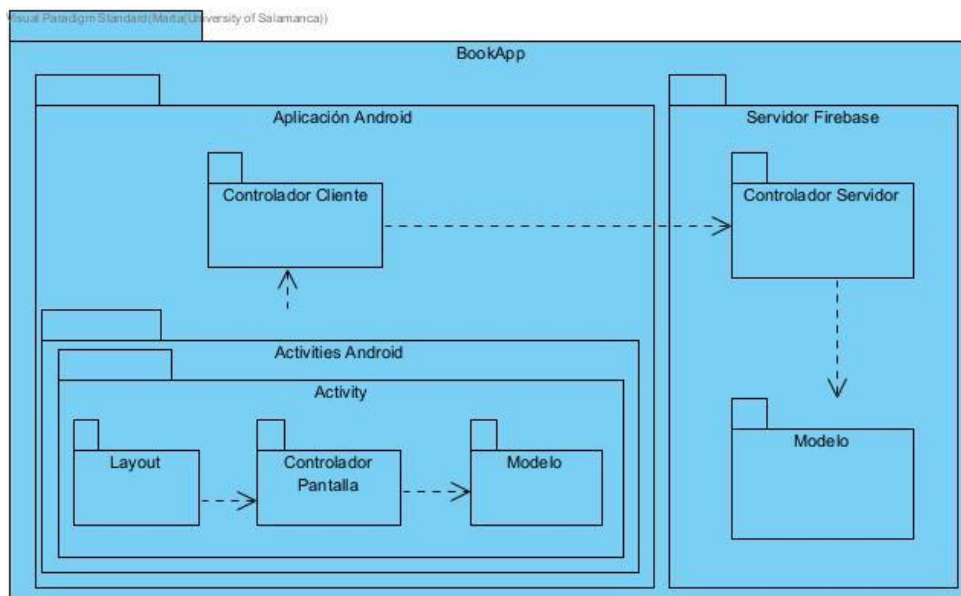 Visual Paradigm Standard(Marta(University of Salamanca))
BookApp
Aplicación Android
Servidor Firebase
Controlador Cliente
Controlador Servidor
Activities Android
Activity
Layout
Controlador
Pantalla
Modelo
Modelo